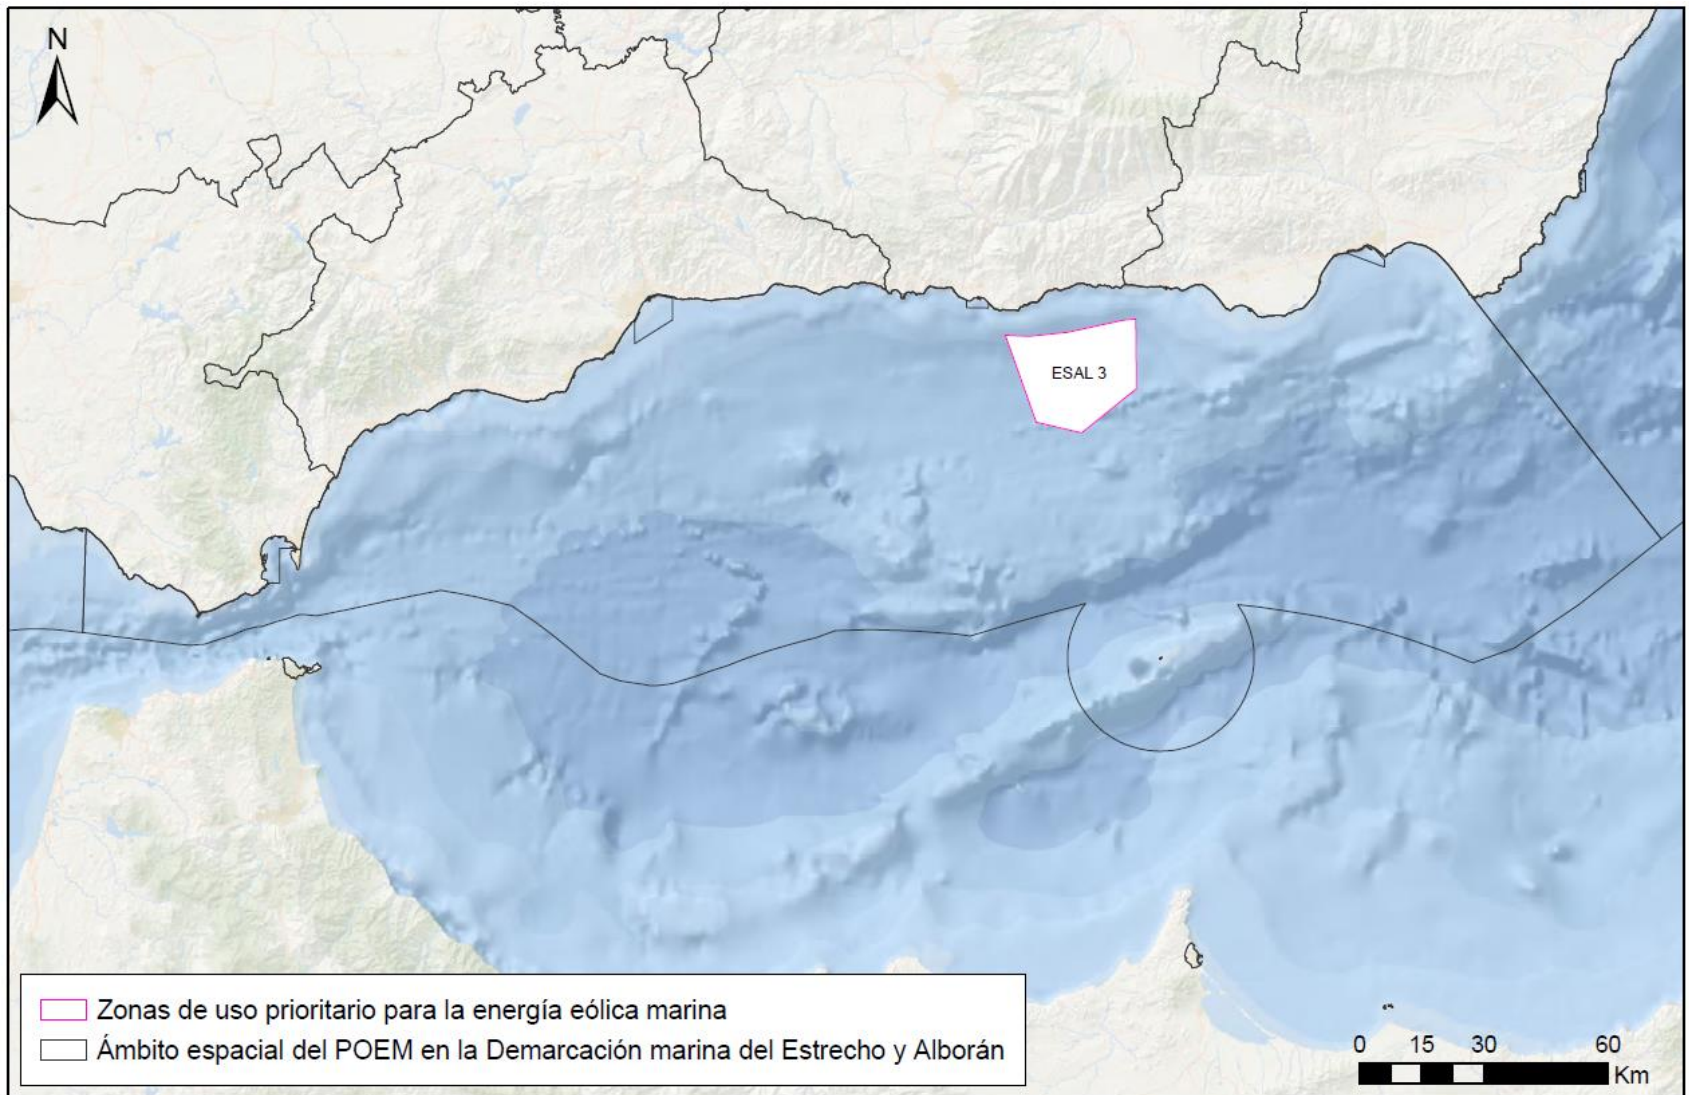 N
ESAL 3
Zonas de uso prioritario para la energía eólica marina
Ámbito espacial del POEM en la Demarcación marina del Estrecho y Alborán
0 15 30 60
Km